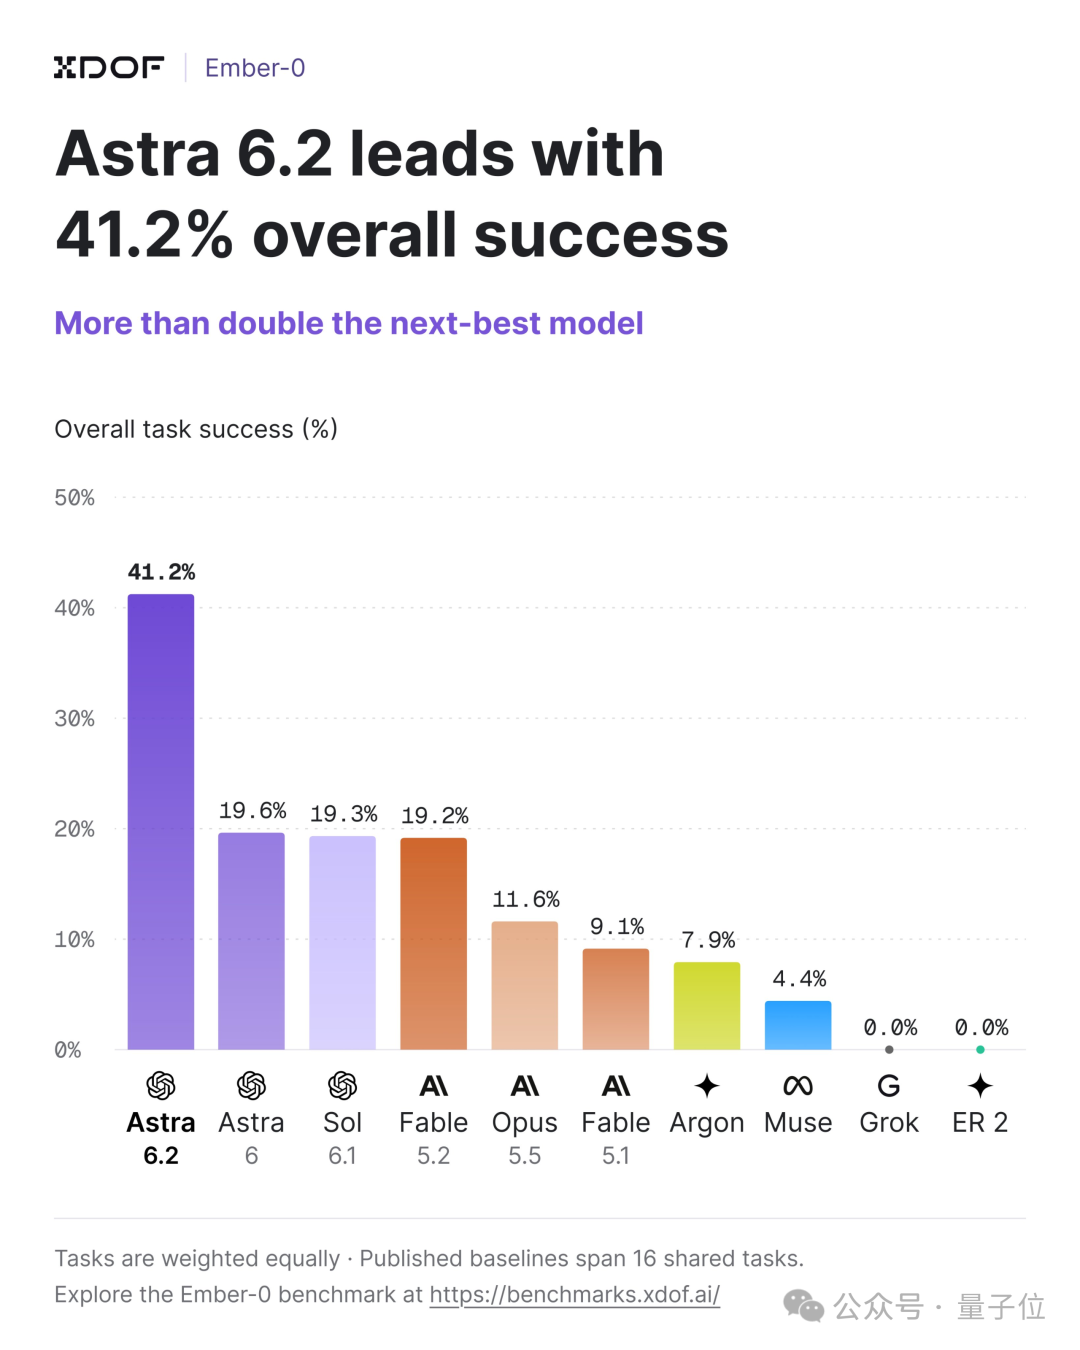 XDOF | Ember-0
Astra 6.2 leads with
41.2% overall success
More than double the next-best model
Overall task success (%)
50%
41.2%
40%
30%
19.6% 19.3% 19.2%
20%
11.6%
9.1%
7.9%
10%
4.4%
0.0% 0.0%
0%
Astra Astra Sol Fable Opus Fable Argon Muse Grok ER 2
6.2 6 6.1 5.2 5.5 5.1
Tasks are weighted equally · Published baselines span 16 shared tasks.
Explore the Ember-0 benchmark at https://benchmarks.xdof.ai/
公众号 · 量子位